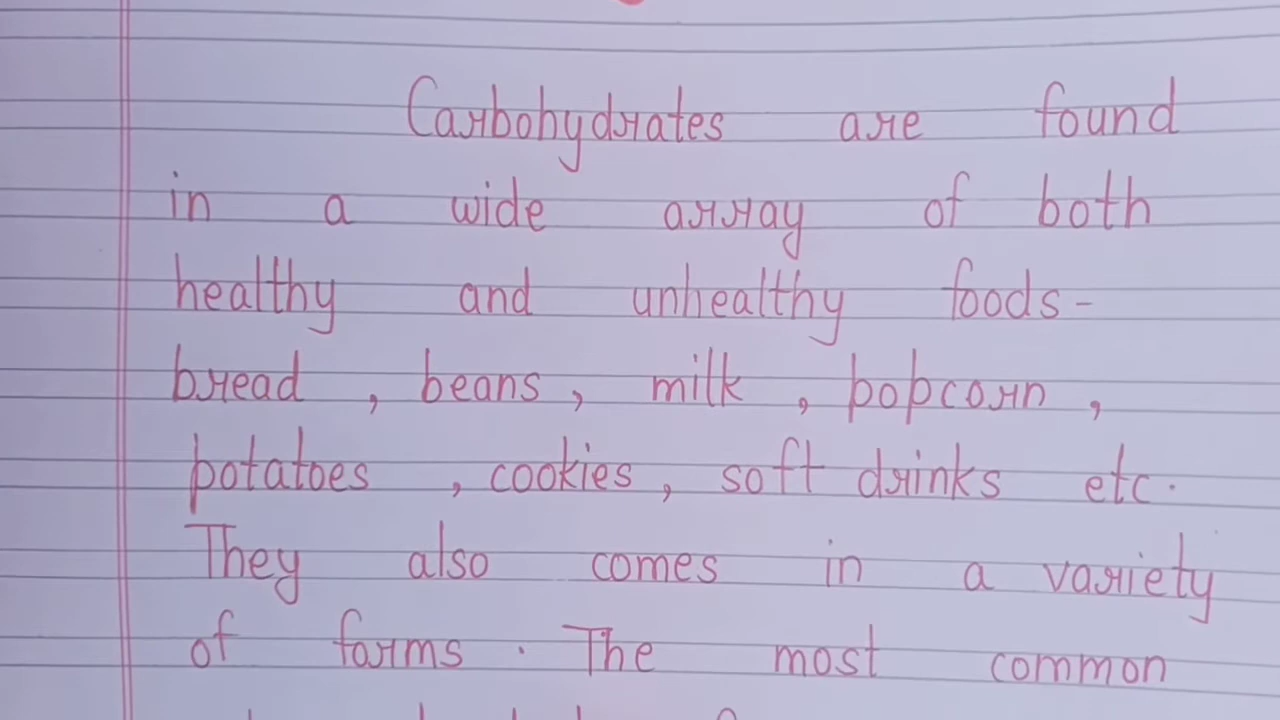 Carbohydrates are found
in a wide array of both
healthy and unhealthy foods-
bread , beans , milk , popcorn ,
potatoes , cookies , soft drinks etc.
They also comes in a variety
of forms . The most common